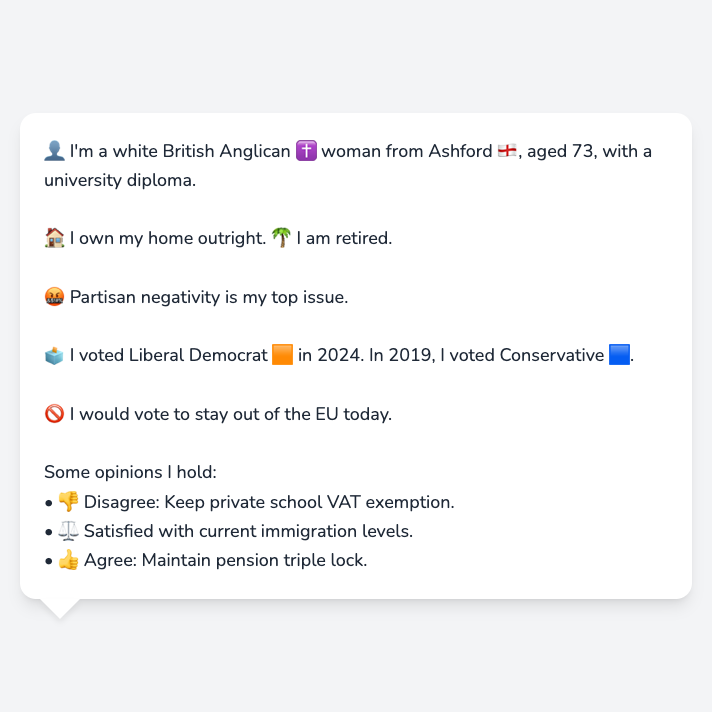 👤 I'm a white British Anglican ✝️ woman from Ashford 🏴󠁧󠁢󠁥󠁮󠁧󠁿, aged 73, with a
university diploma.
🏠 I own my home outright. 🌴 I am retired.
🤬 Partisan negativity is my top issue.
🗳️ I voted Liberal Democrat 🟧 in 2024. In 2019, I voted Conservative 🟦.
🚫 I would vote to stay out of the EU today.
Some opinions I hold:
• 👎 Disagree: Keep private school VAT exemption.
• ⚖️ Satisfied with current immigration levels.
• 👍 Agree: Maintain pension triple lock.